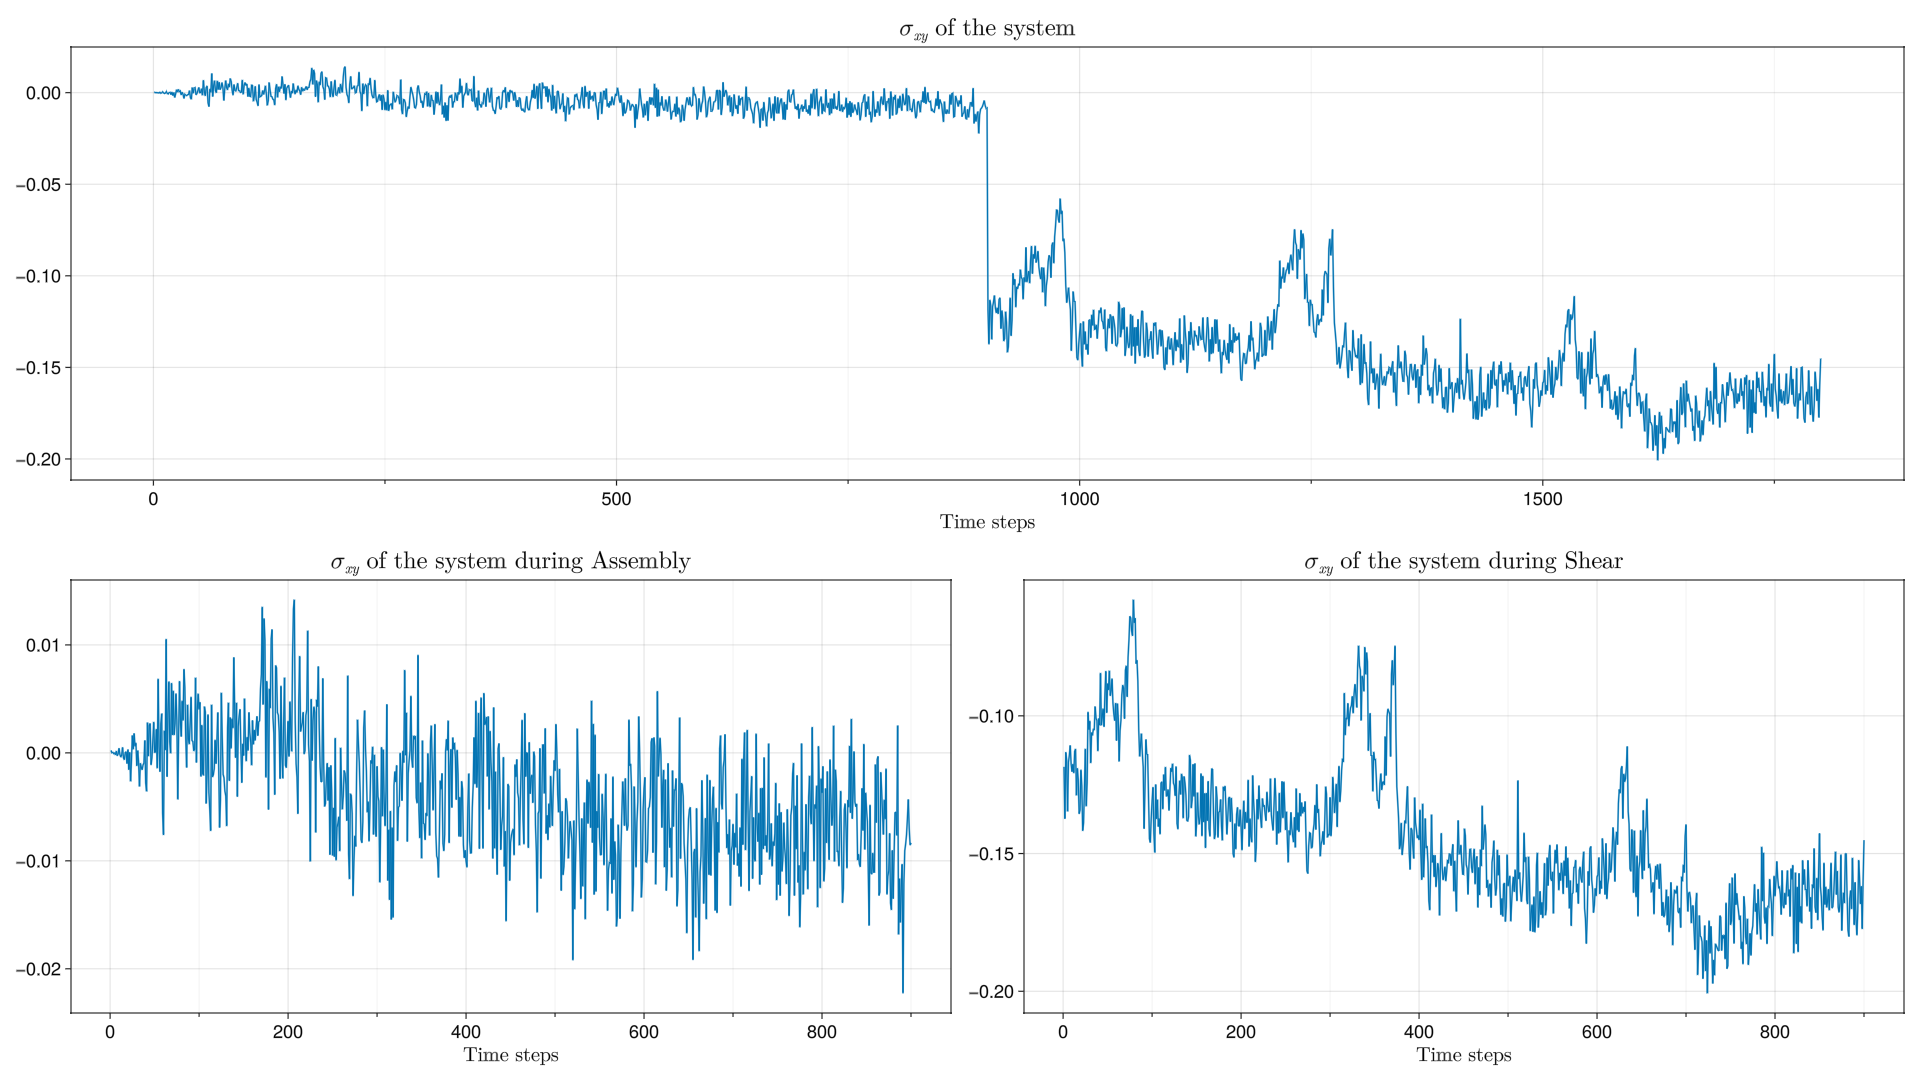 σxy of the system
0.00
−0.05
−0.10
−0.15
−0.20
0 500 1000 1500
Time steps
σxy of the system during Assembly
0.01
0.00
−0.01
−0.02
0 200 400 600 800
Time steps
σxy of the system during Shear
−0.10
−0.15
−0.20
0 200 400 600 800
Time steps